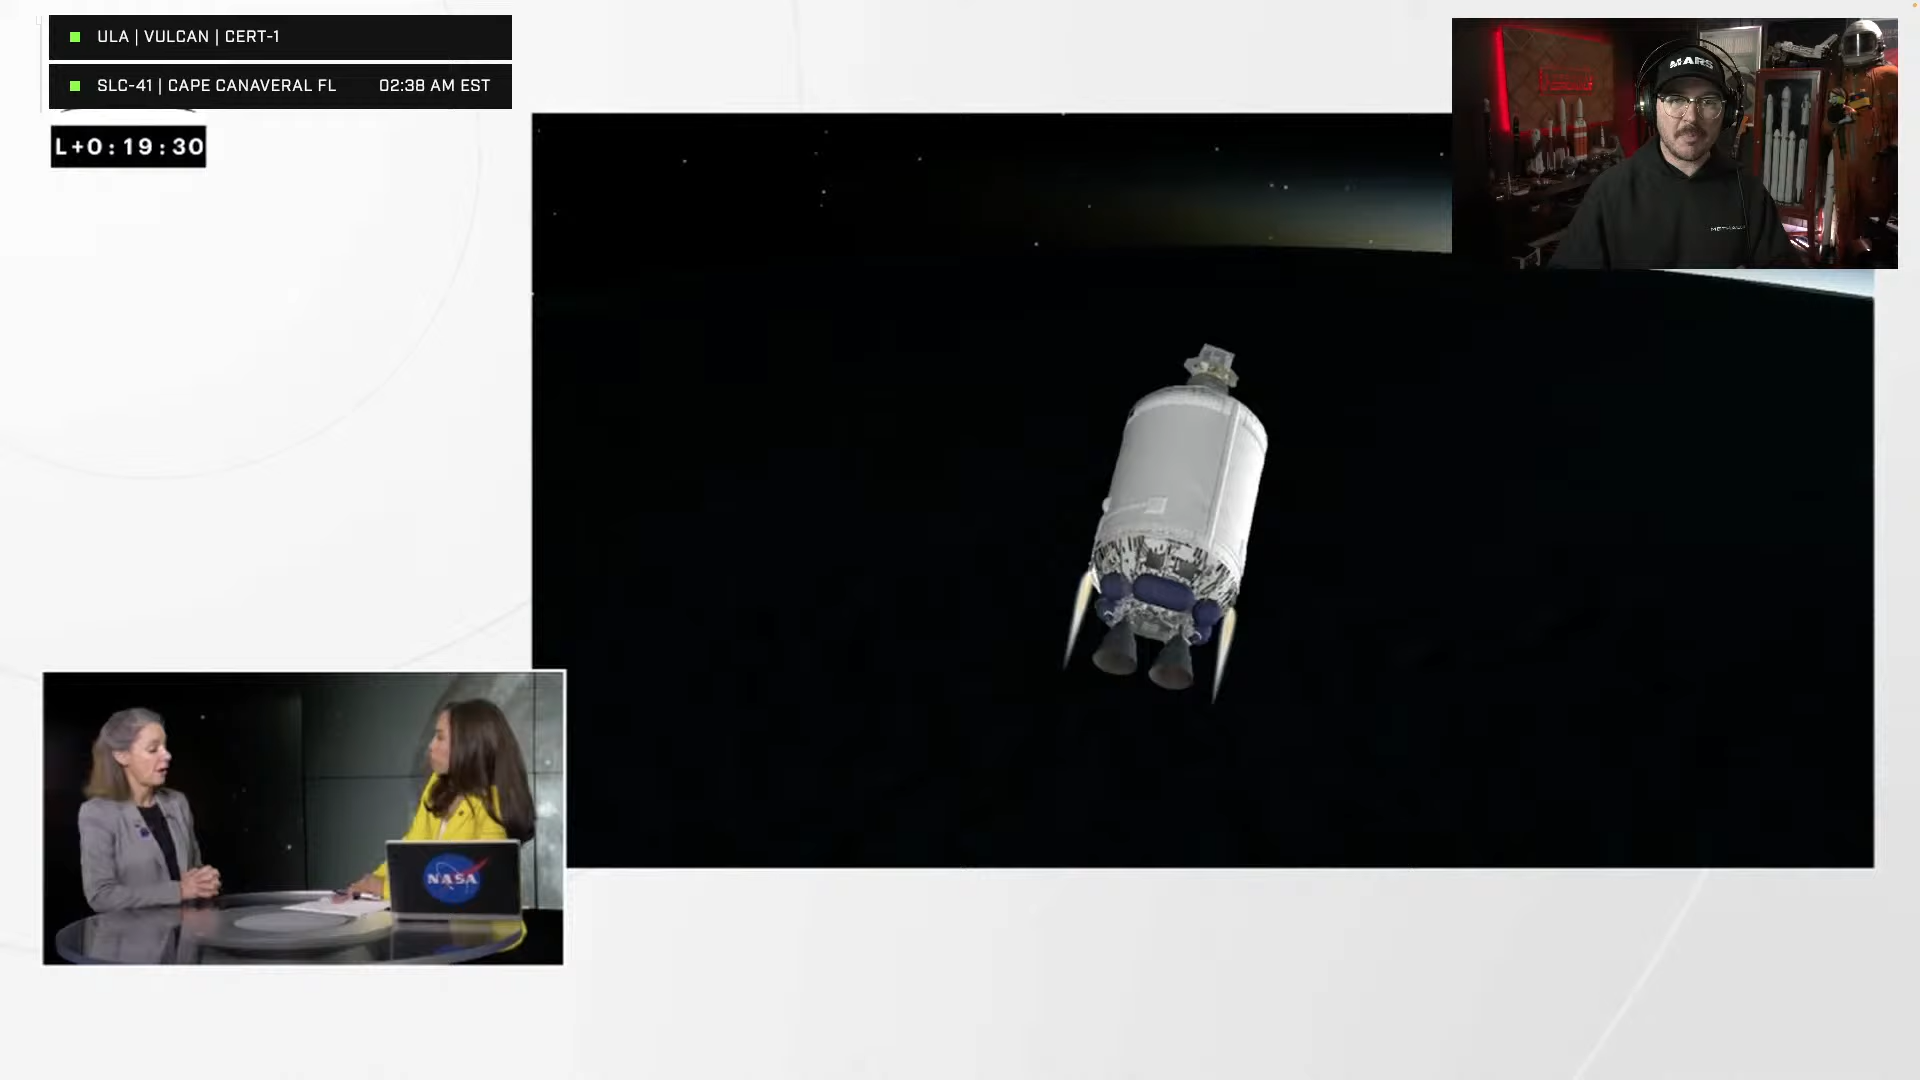 ULA | VULCAN | CERT-1
SLC-41 | CAPE CANAVERAL FL 02:38 AM EST
L+0:19:30
MARS
NASA